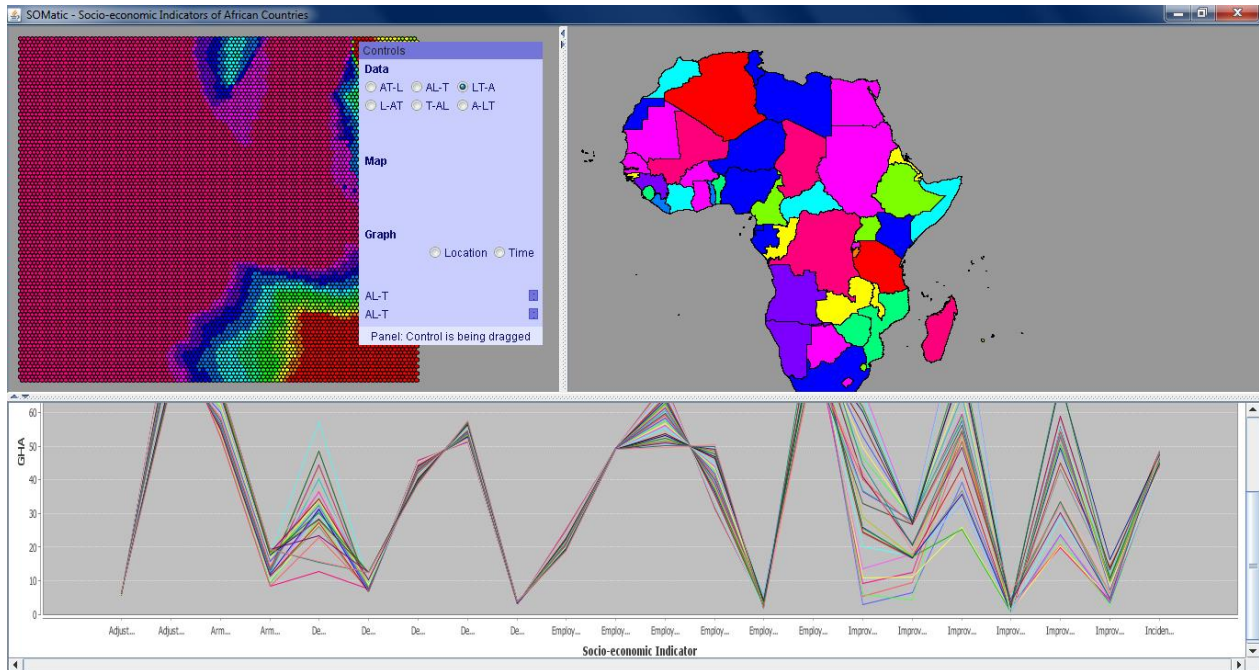 SOMatic - Socio-economic Indicators of African Countries
Controls
Data
AT-L AL-T LT-A
L-AT T-AL A-LT
Map
Graph
Location Time
AL-T
AL-T
Panel: Control is being dragged
GHA
60
50
40
30
20
10
0
Adjust... Adjust... Arm... Arm... De... De... De... De... De... Employ... Employ... Employ... Employ... Employ... Employ... Improv... Improv... Improv... Improv... Improv... Improv... Inciden...
Socio-economic Indicator